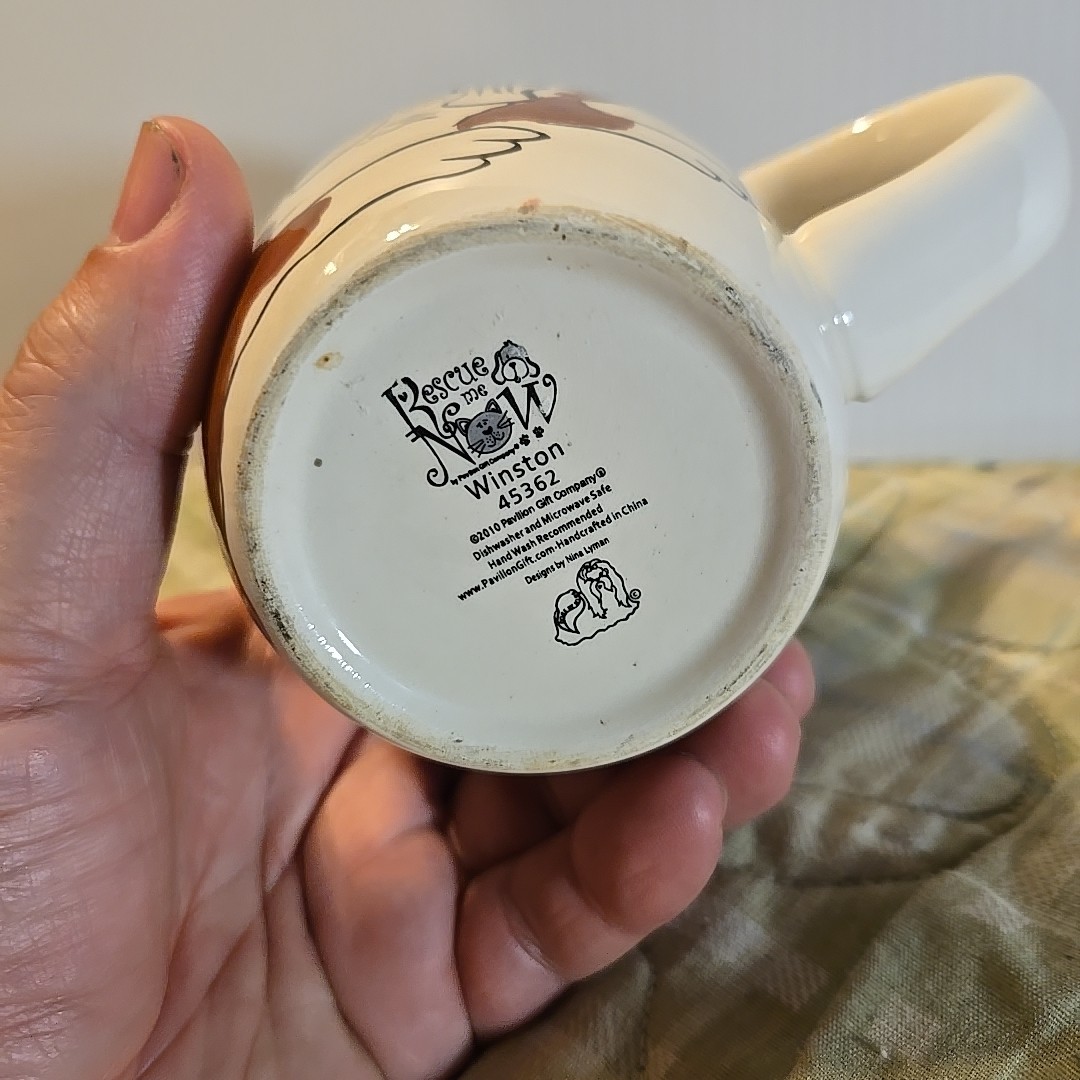 Rescue
me
Now
by Pavilion Gift Company®
Winston
45362
©2010 Pavilion Gift Company®
Dishwasher and Microwave Safe
Hand Wash Recommended
www.PavilionGift.com-Handcrafted in China
Designs by Nina Lyman
©